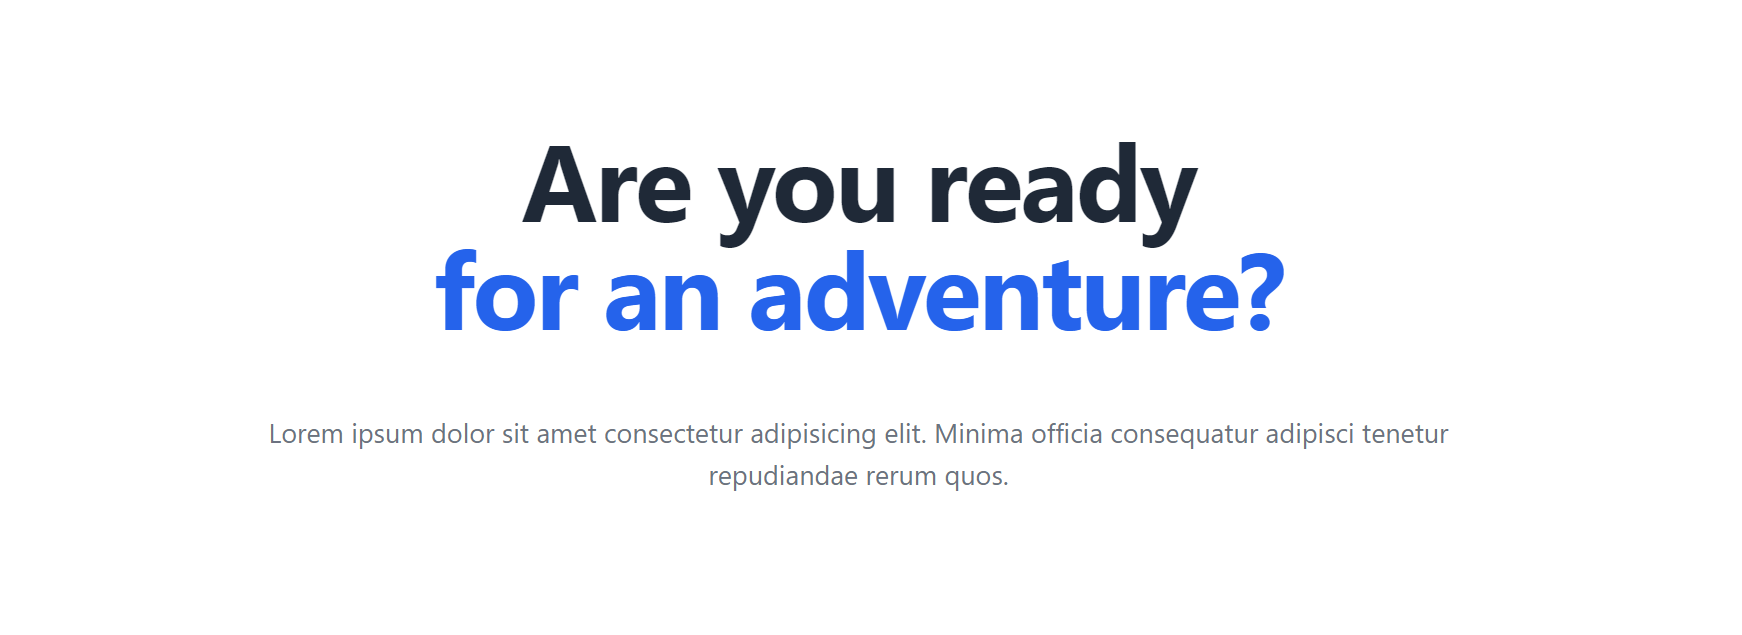 Are you ready
for an adventure?
Lorem ipsum dolor sit amet consectetur adipisicing elit. Minima officia consequatur adipisci tenetur
repudiandae rerum quos.